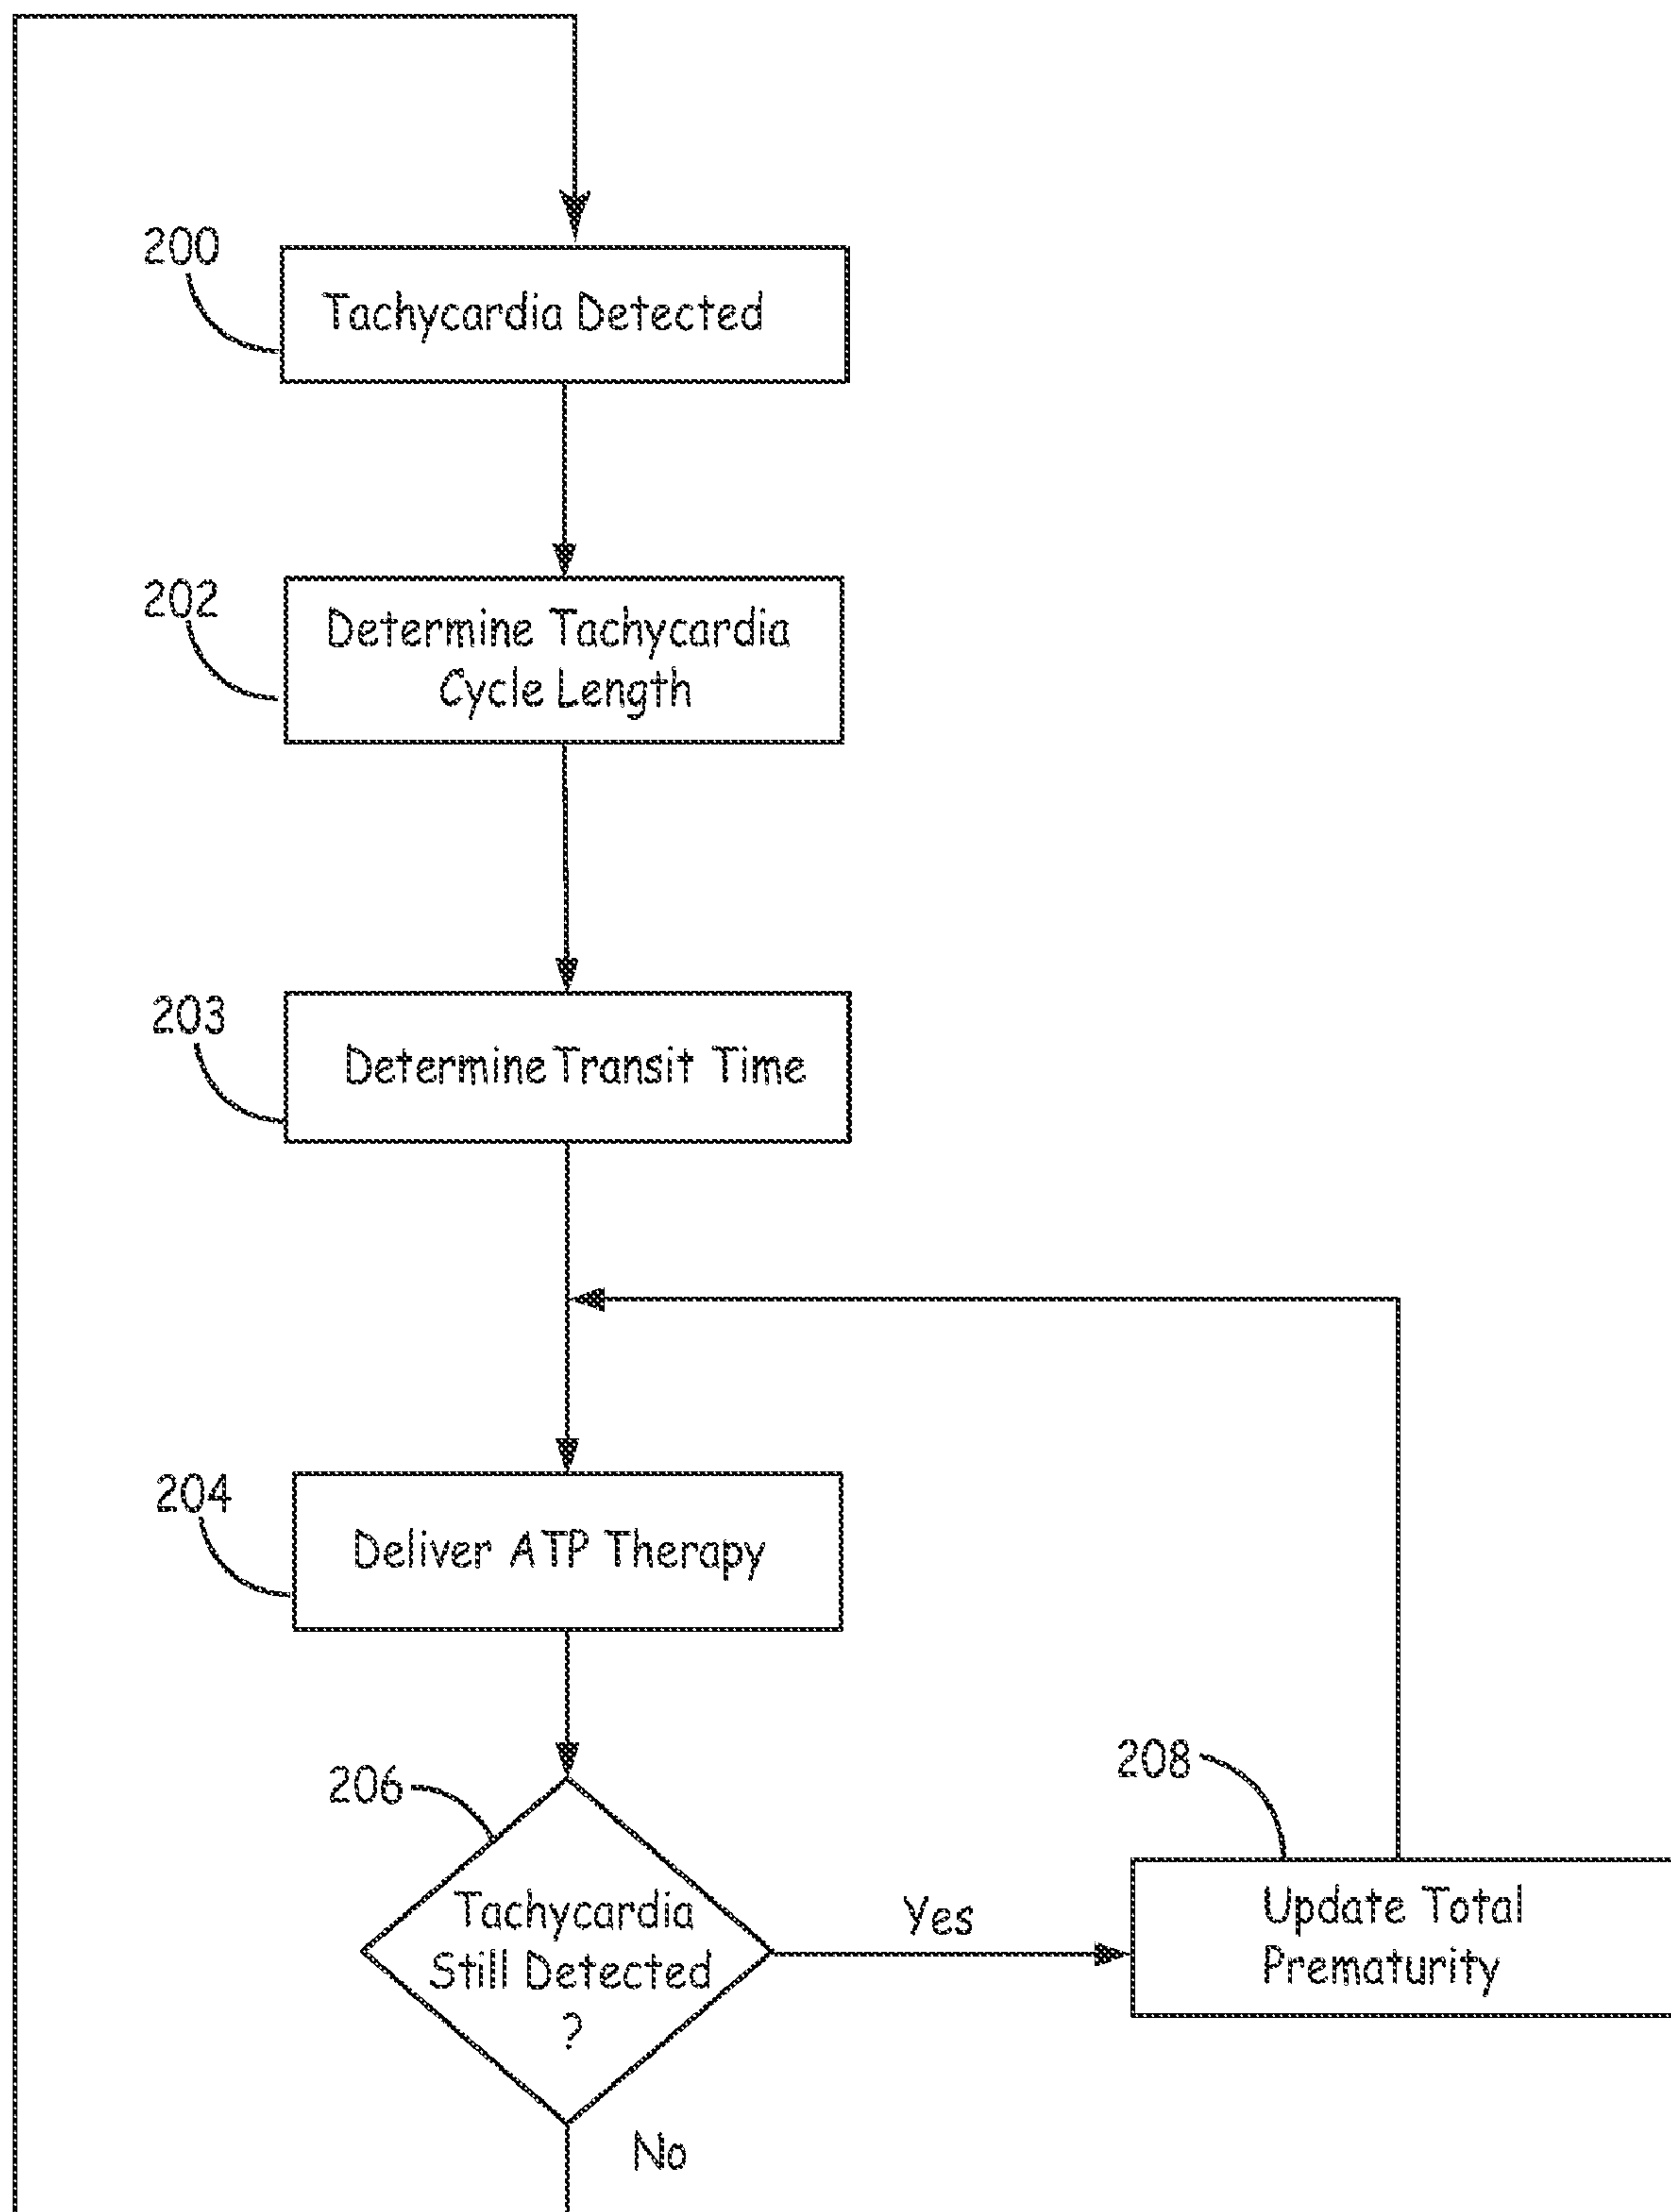 200
Tachycardia Detected
202
Determine Tachycardia
Cycle Length
203
Determine Transit Time
204
Deliver ATP Therapy
206
Tachycardia
Still Detected
?
Yes
208
Update Total
Prematurity
No